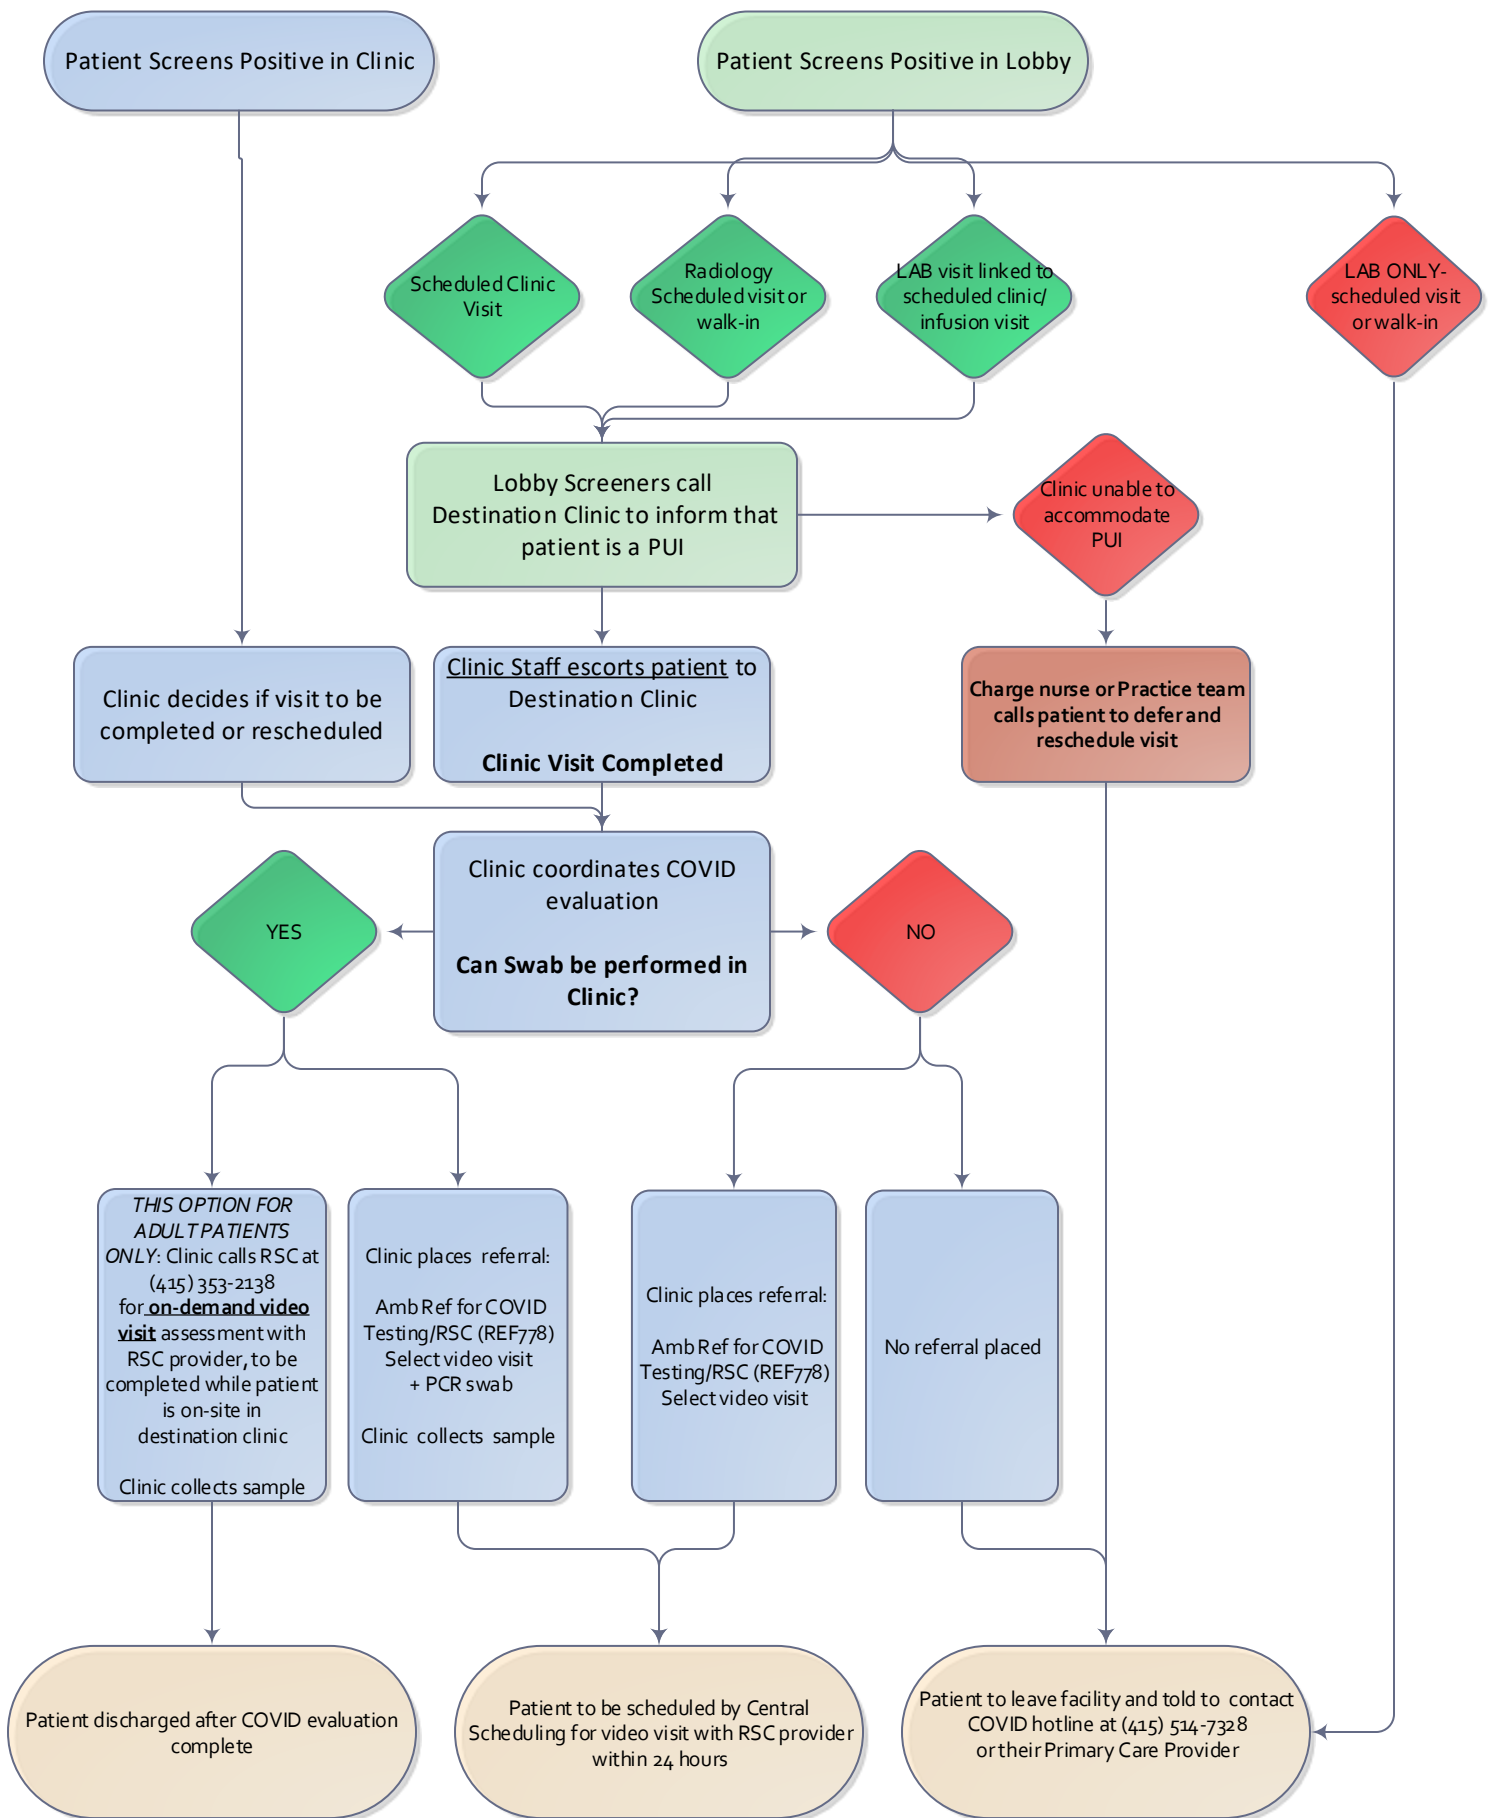 Patient Screens Positive in Clinic
Patient Screens Positive in Lobby
Scheduled Clinic
Visit
Radiology
Scheduled visit or
walk-in
LAB visit linked to
scheduled clinic/
infusion visit
LAB ONLY-
scheduled visit
or walk-in
Lobby Screeners call
Destination Clinic to inform that
patient is a PUI
Clinic unable to
accommodate
PUI
Clinic decides if visit to be
completed or rescheduled
Clinic Staff escorts patient to
Destination Clinic
Clinic Visit Completed
Charge nurse or Practice team
calls patient to defer and
reschedule visit
YES
Clinic coordinates COVID
evaluation
Can Swab be performed in
Clinic?
NO
THIS OPTION FOR
ADULT PATIENTS
ONLY: Clinic calls RSC at
(415) 353-2138
for on-demand video
visit assessment with
RSC provider, to be
completed while patient
is on-site in
destination clinic
Clinic collects sample
Clinic places referral:
Amb Ref for COVID
Testing/RSC (REF778)
Select video visit
+ PCR swab
Clinic collects sample
Clinic places referral:
Amb Ref for COVID
Testing/RSC (REF778)
Select video visit
No referral placed
Patient discharged after COVID evaluation
complete
Patient to be scheduled by Central
Scheduling for video visit with RSC provider
within 24 hours
Patient to leave facility and told to contact
COVID hotline at (415) 514-7328
or their Primary Care Provider